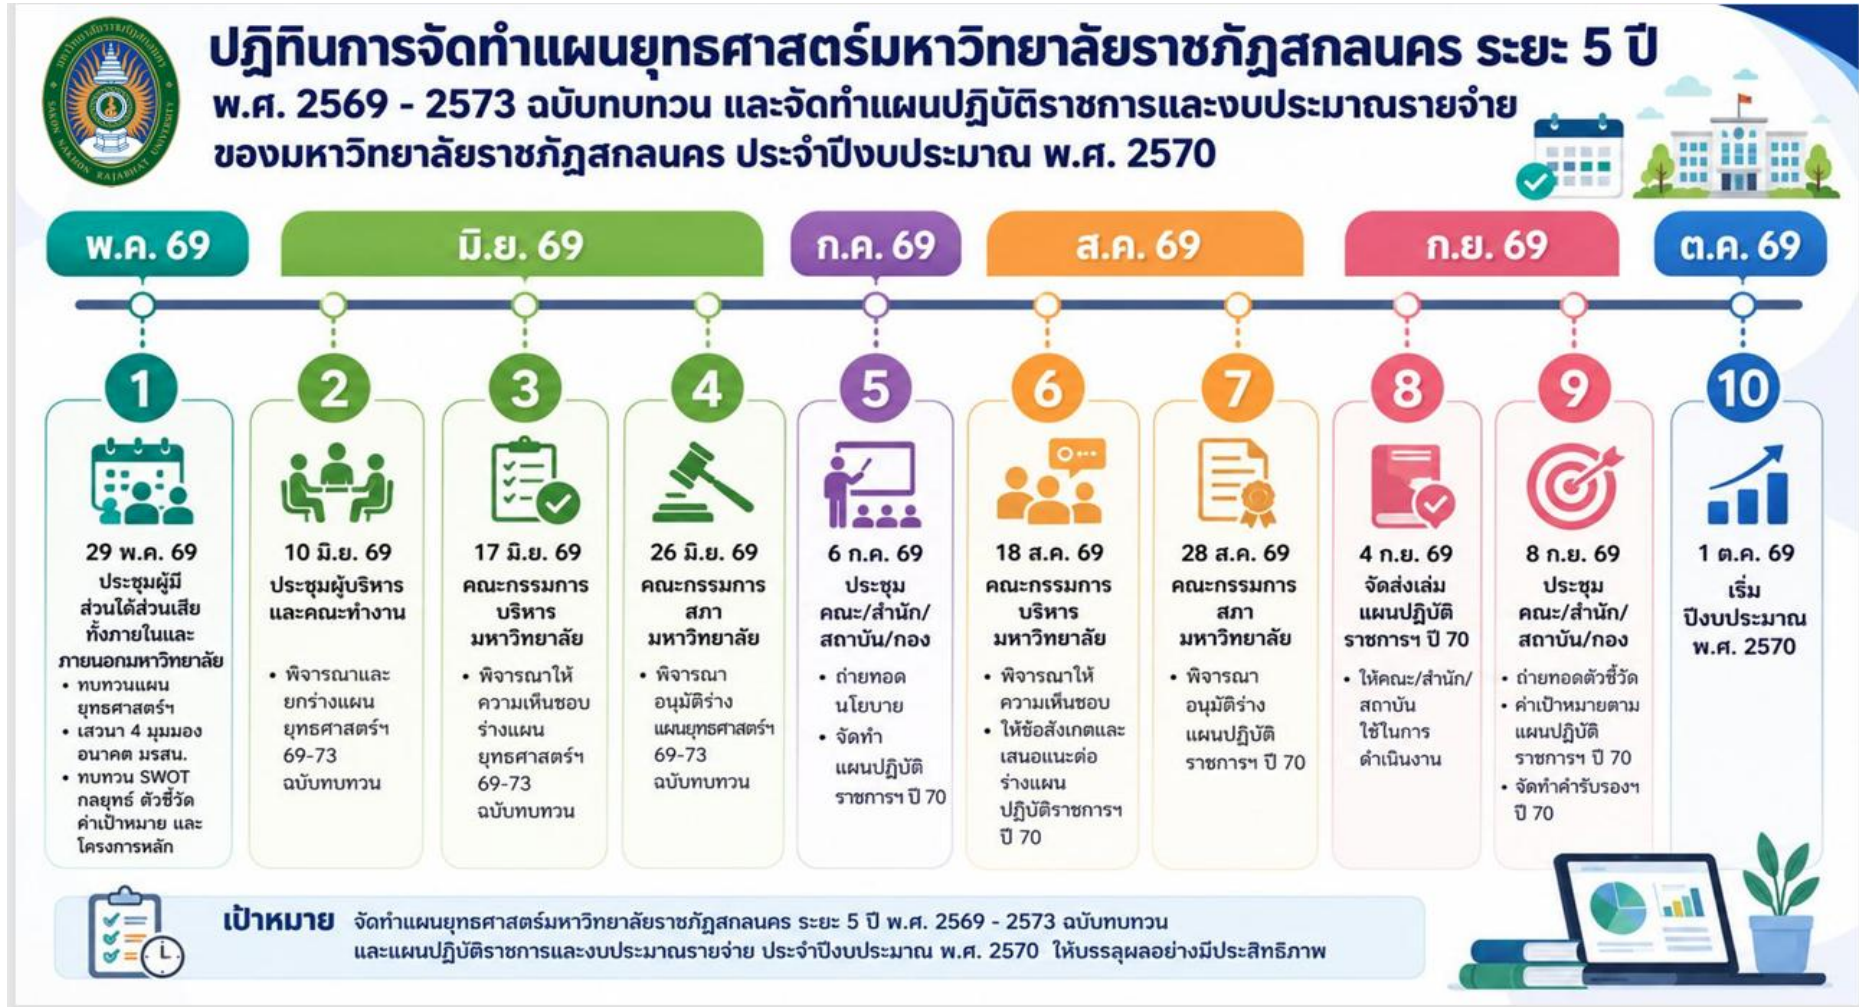 มหาวิทยาลัยราชภัฏสกลนคร
SAKON NAKHON RAJABHAT UNIVERSITY
ปฏิทินการจัดทำแผนยุทธศาสตร์มหาวิทยาลัยราชภัฏสกลนคร ระยะ 5 ปี
พ.ศ. 2569 - 2573 ฉบับทบทวน และจัดทำแผนปฏิบัติราชการและงบประมาณรายจ่าย
ของมหาวิทยาลัยราชภัฏสกลนคร ประจำปีงบประมาณ พ.ศ. 2570
พ.ค. 69
มิ.ย. 69
ก.ค. 69
ส.ค. 69
ก.ย. 69
ต.ค. 69
1
29 พ.ค. 69
ประชุมผู้มี
ส่วนได้ส่วนเสีย
ทั้งภายในและ
ภายนอกมหาวิทยาลัย
• ทบทวนแผน
ยุทธศาสตร์ฯ
• เสวนา 4 มุมมอง
อนาคต มรสน.
• ทบทวน SWOT
กลยุทธ์ ตัวชี้วัด
ค่าเป้าหมาย และ
โครงการหลัก
2
10 มิ.ย. 69
ประชุมผู้บริหาร
และคณะทำงาน
• พิจารณาและ
ยกร่างแผน
ยุทธศาสตร์ฯ
69-73
ฉบับทบทวน
3
17 มิ.ย. 69
คณะกรรมการ
บริหาร
มหาวิทยาลัย
• พิจารณาให้
ความเห็นชอบ
ร่างแผน
ยุทธศาสตร์ฯ
69-73
ฉบับทบทวน
4
26 มิ.ย. 69
คณะกรรมการ
สภา
มหาวิทยาลัย
• พิจารณา
อนุมัติร่าง
แผนยุทธศาสตร์ฯ
69-73
ฉบับทบทวน
5
6 ก.ค. 69
ประชุม
คณะ/สำนัก/
สถาบัน/กอง
• ถ่ายทอด
นโยบาย
• จัดทำ
แผนปฏิบัติ
ราชการฯ ปี 70
6
18 ส.ค. 69
คณะกรรมการ
บริหาร
มหาวิทยาลัย
• พิจารณาให้
ความเห็นชอบ
• ให้ข้อสังเกตและ
เสนอแนะต่อ
ร่างแผน
ปฏิบัติราชการฯ
ปี 70
7
28 ส.ค. 69
คณะกรรมการ
สภา
มหาวิทยาลัย
• พิจารณา
อนุมัติร่าง
แผนปฏิบัติ
ราชการฯ ปี 70
8
4 ก.ย. 69
จัดส่งเล่ม
แผนปฏิบัติ
ราชการฯ ปี 70
• ให้คณะ/สำนัก/
สถาบัน
ใช้ในการ
ดำเนินงาน
9
8 ก.ย. 69
ประชุม
คณะ/สำนัก/
สถาบัน/กอง
• ถ่ายทอดตัวชี้วัด
• ค่าเป้าหมายตาม
แผนปฏิบัติ
ราชการฯ ปี 70
• จัดทำคำรับรองฯ
ปี 70
10
1 ต.ค. 69
เริ่ม
ปีงบประมาณ
พ.ศ. 2570
เป้าหมาย จัดทำแผนยุทธศาสตร์มหาวิทยาลัยราชภัฏสกลนคร ระยะ 5 ปี พ.ศ. 2569 - 2573 ฉบับทบทวน
และแผนปฏิบัติราชการและงบประมาณรายจ่าย ประจำปีงบประมาณ พ.ศ. 2570 ให้บรรลุผลอย่างมีประสิทธิภาพ